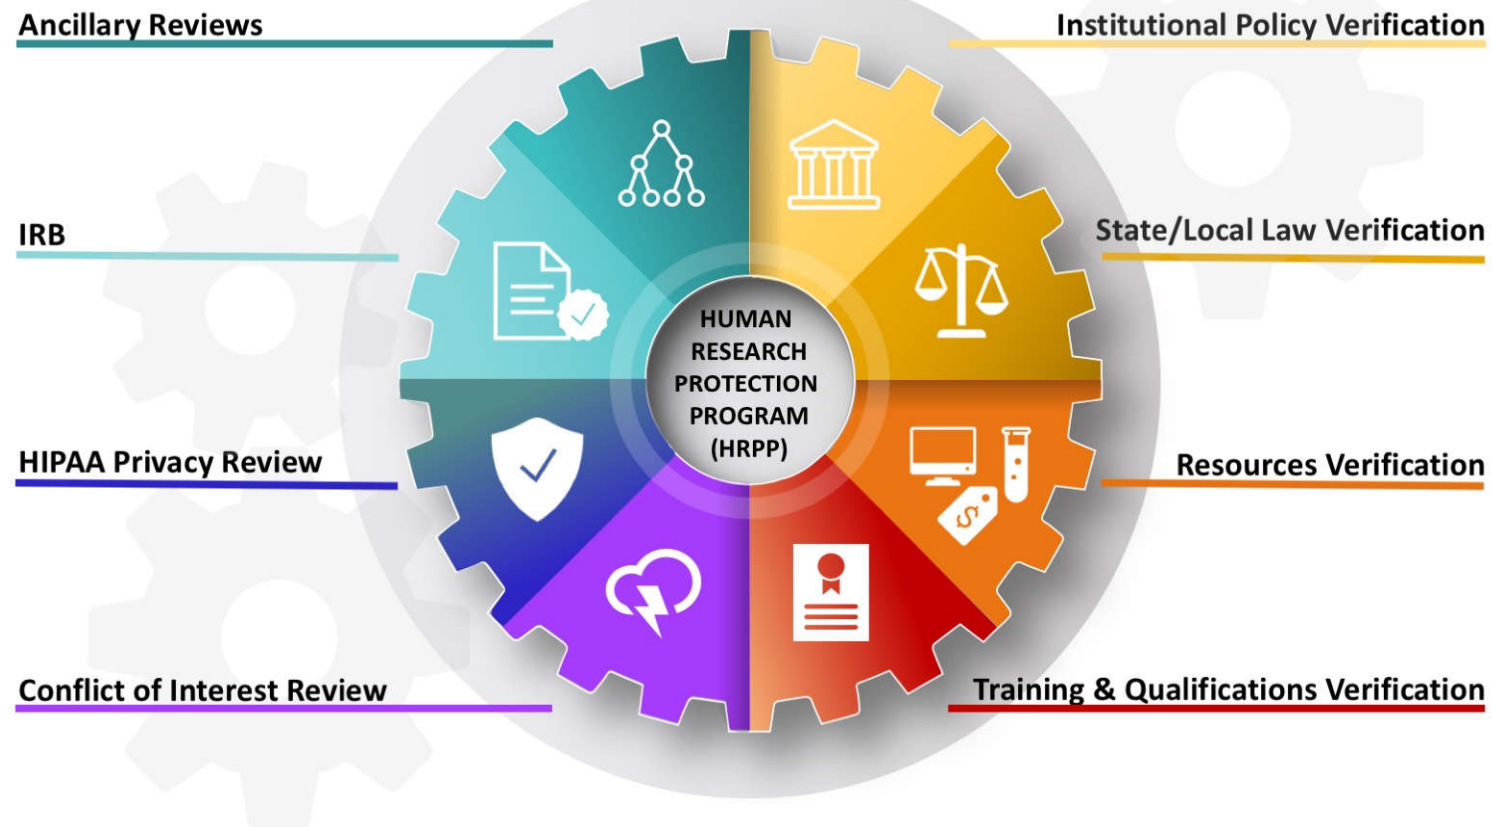 Ancillary Reviews
Institutional Policy Verification
IRB
State/Local Law Verification
HUMAN
RESEARCH
PROTECTION
PROGRAM
(HRPP)
HIPAA Privacy Review
Resources Verification
$
Conflict of Interest Review
Training & Qualifications Verification